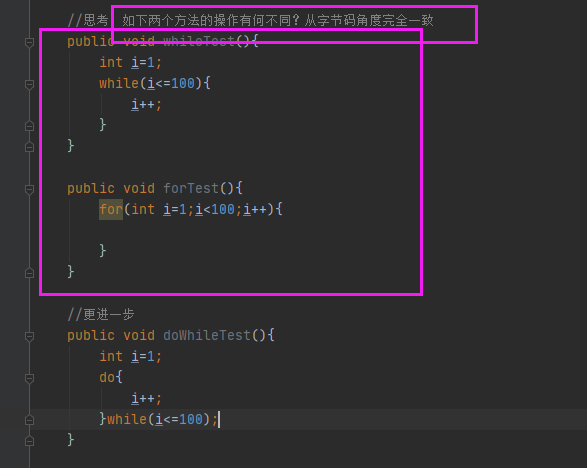 //思考 如下两个方法的操作有何不同? 从字节码角度完全一致
public void whileTest(){
int i=1;
while(i<=100){
i++;
}
}
public void forTest(){
for(int i=1;i<100;i++){
}
}
//更进一步
public void doWhileTest(){
int i=1;
do{
i++;
}while(i<=100);
}